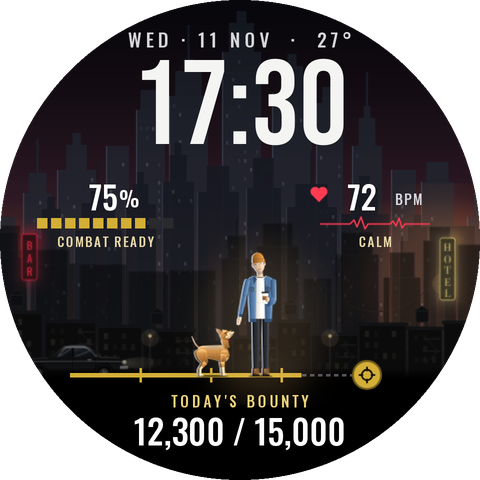 WED · 11 NOV · 27°
17:30
75%
COMBAT READY
72 BPM
CALM
BAR
HOTEL
TODAY'S BOUNTY
12,300 / 15,000